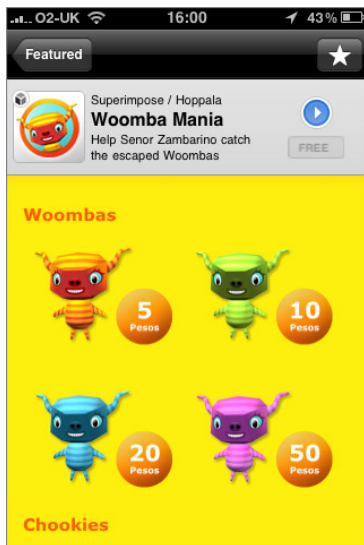 O2-UK 16:00 43%
Featured
Superimpose / Hoppala
Woomba Mania
Help Senor Zambarino catch
the escaped Woombas
FREE
Woombas
5
Pesos
10
Pesos
20
Pesos
50
Pesos
Chookies